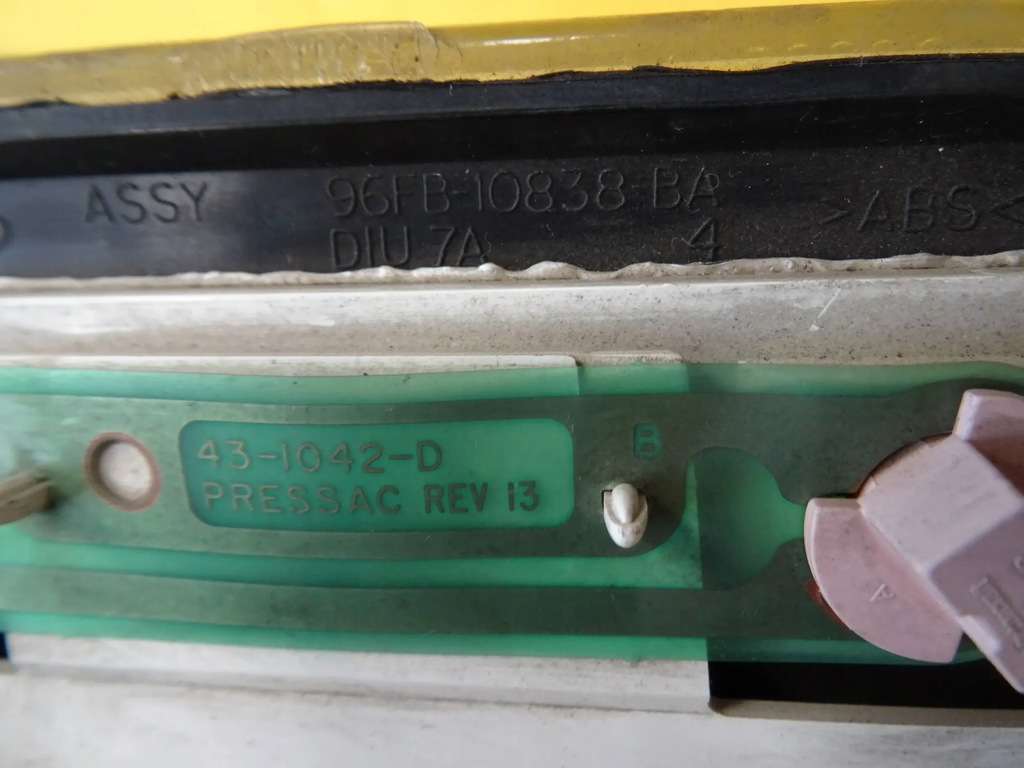 ASSY 96FB-10838-BA >ABS<
DIU 7A 4
43-1042-D
PRESSAC REV 13
B
A